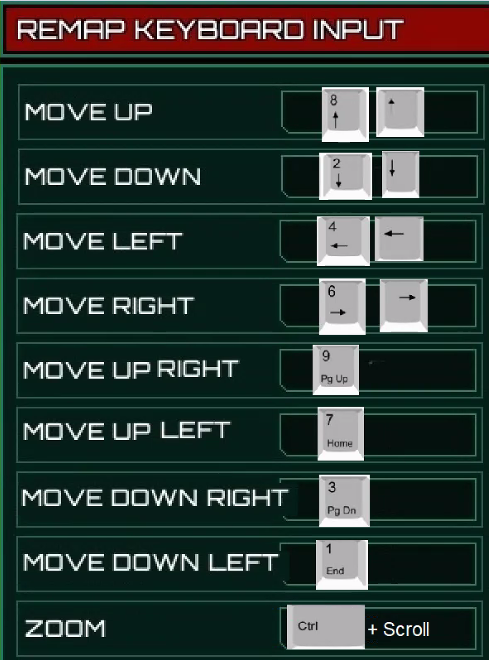 REMAP KEYBOARD INPUT
MOVE UP 8
MOVE DOWN 2
MOVE LEFT 4
MOVE RIGHT 6
MOVE UP RIGHT 9 Pg Up
MOVE UP LEFT 7 Home
MOVE DOWN RIGHT 3 Pg Dn
MOVE DOWN LEFT 1 End
ZOOM Ctrl + Scroll